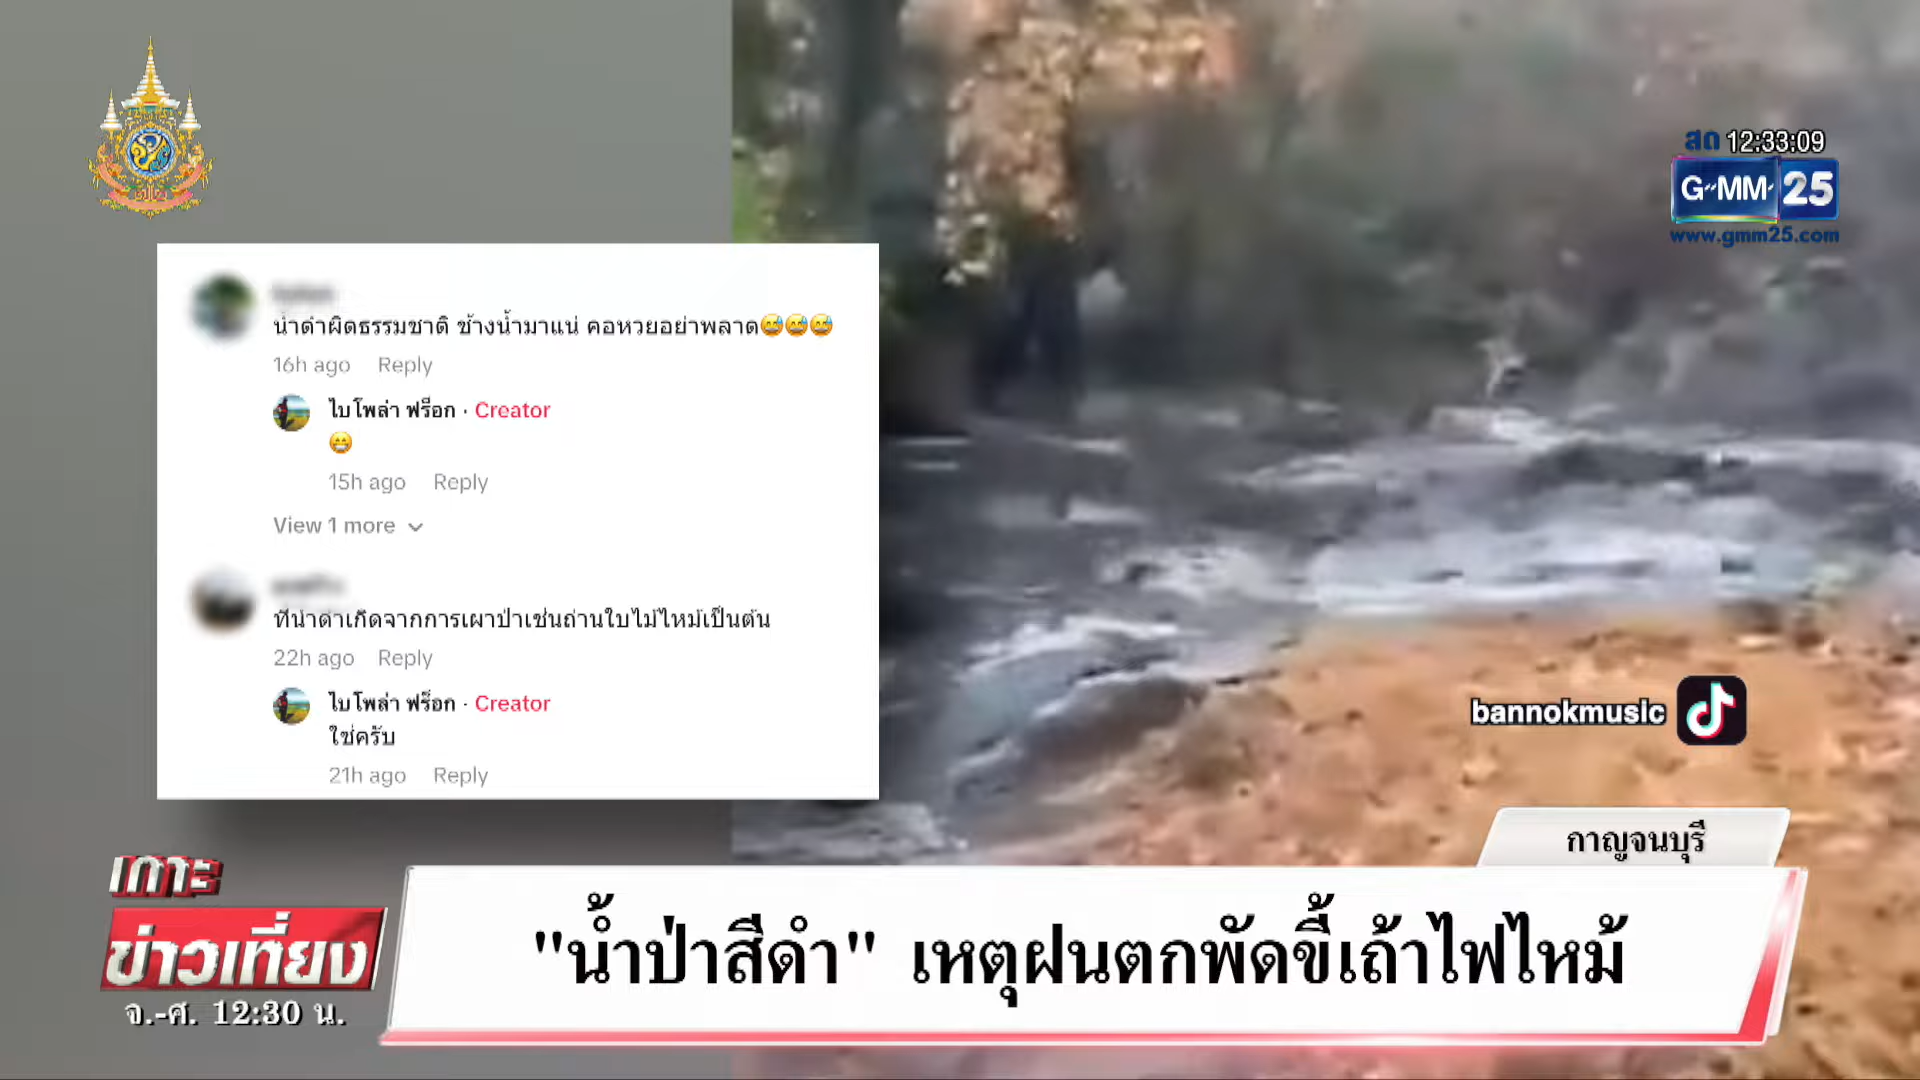 สด 12:33:09
GMM 25
www.gmm25.com
น้ำดำผิดธรรมชาติ ช้างน้ำมาแน่ คอหวยอย่าพลาด😅😅😅
16h ago Reply
ไบโพล่า ฟร็อก · Creator
😁
15h ago Reply
View 1 more
ที่น้ำดำเกิดจากการเผาป่าเช่นถ่านใบไม้ไหม้เป็นต้น
22h ago Reply
ไบโพล่า ฟร็อก · Creator
ใช่ครับ
21h ago Reply
bannokmusic
กาญจนบุรี
เกาะ
ข่าวเที่ยง
จ.-ศ. 12:30 น.
"น้ำป่าสีดำ" เหตุฝนตกพัดขี้เถ้าไฟไหม้